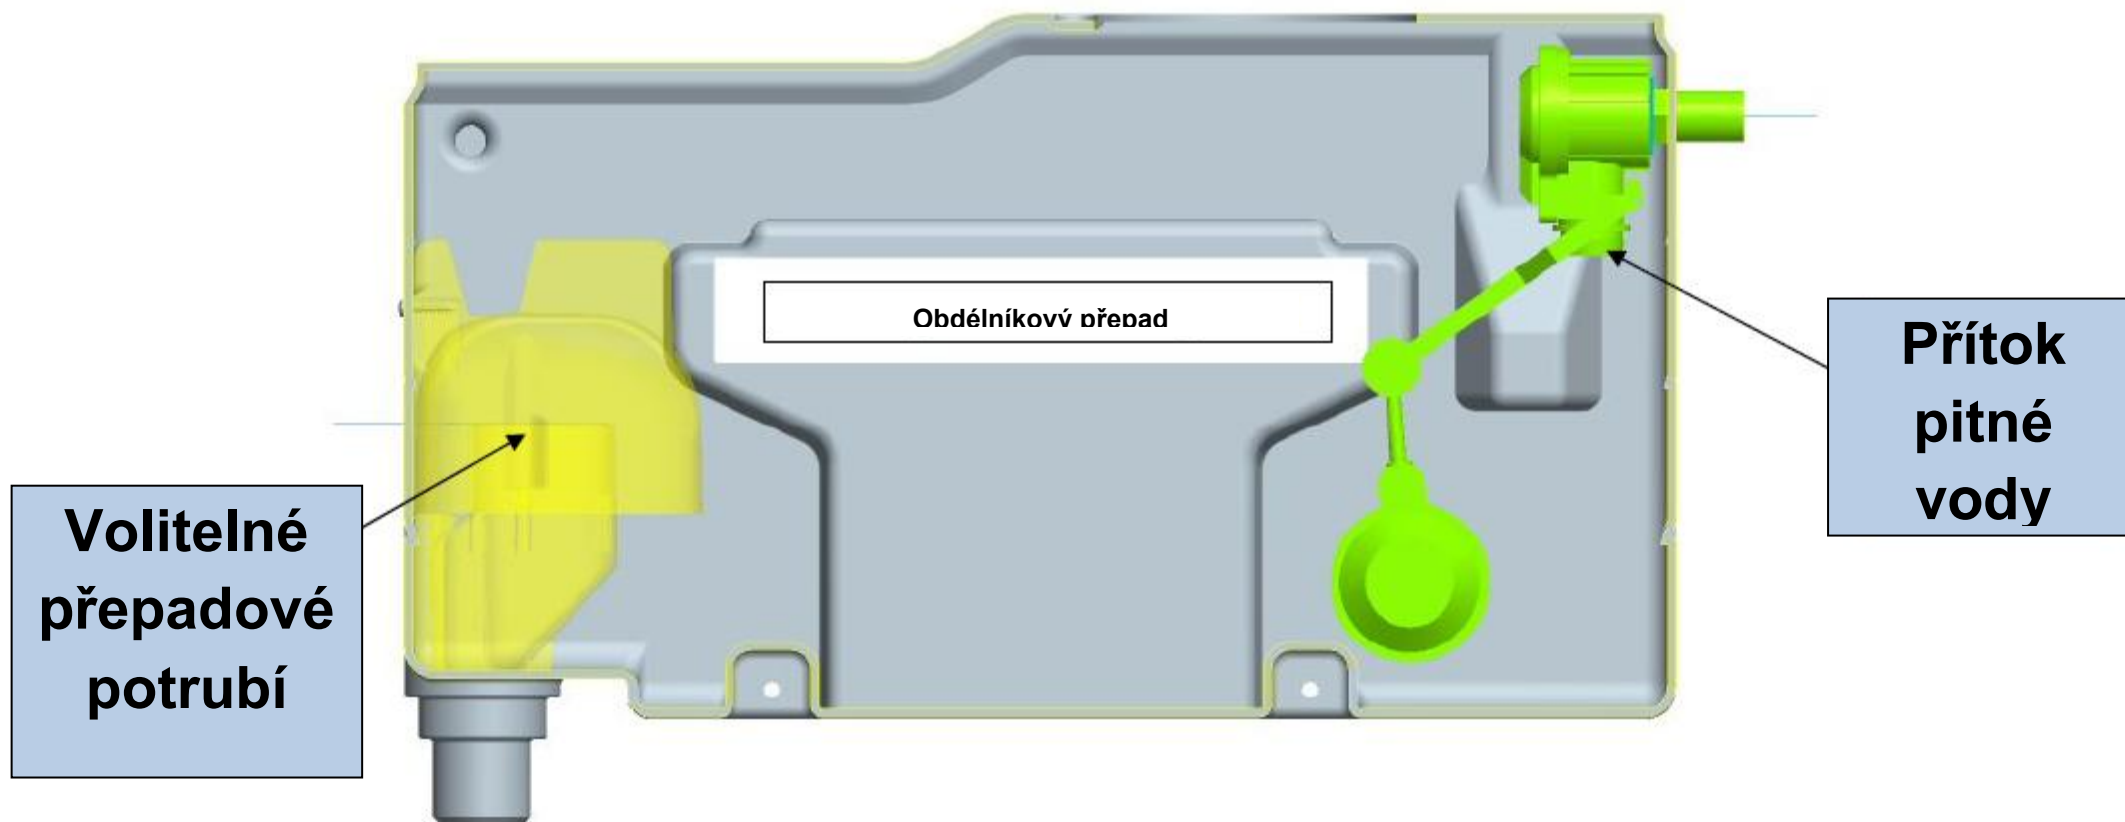 Obdélníkový přepad
Přítok
pitné
vody
Volitelné
přepadové
potrubí